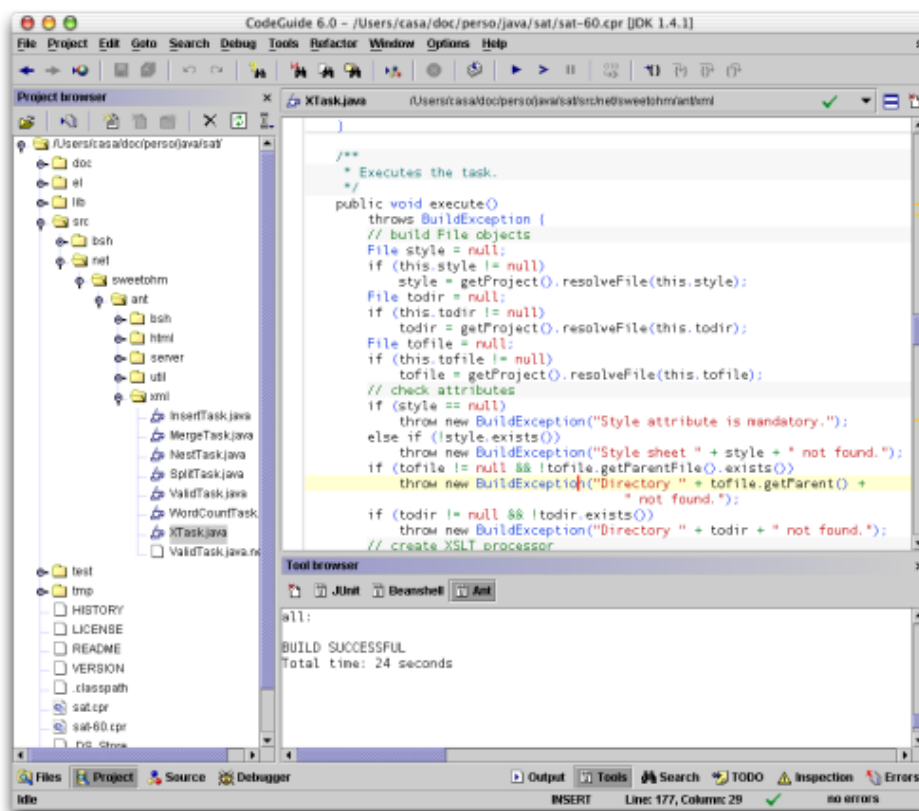 CodeGuide 6.0 – /Users/casa/doc/perso/java/sat/sat-60.cpr [JDK 1.4.1]
File Project Edit Goto Search Debug Tools Refactor Window Options Help
Project browser
XTask.java /Users/casa/doc/perso/java/sat/src/net/sweetohm/ant/xml
/Users/casa/doc/perso/java/sat/
doc
el
lib
src
bsh
net
sweetohm
ant
bsh
html
server
util
xml
InsertTask.java
MergeTask.java
NestTask.java
SplitTask.java
ValidTask.java
WordCountTask.
XTask.java
ValidTask.java.ne
test
tmp
HISTORY
LICENSE
README
VERSION
.classpath
sat.cpr
sat-60.cpr
.DS_Store
}
/**
* Executes the task.
*/
public void execute()
throws BuildException {
// build File objects
File style = null;
if (this.style != null)
style = getProject().resolveFile(this.style);
File todir = null;
if (this.todir != null)
todir = getProject().resolveFile(this.todir);
File tofile = null;
if (this.tofile != null)
tofile = getProject().resolveFile(this.tofile);
// check attributes
if (style == null)
throw new BuildException("Style attribute is mandatory.");
else if (!style.exists())
throw new BuildException("Style sheet " + style + " not found.");
if (tofile != null && !tofile.getParentFile().exists())
throw new BuildException("Directory " + tofile.getParent() +
" not found.");
if (todir != null && !todir.exists())
throw new BuildException("Directory " + todir + " not found.");
// create XSLT processor
Tool browser
JUnit Beanshell Ant
all:
BUILD SUCCESSFUL
Total time: 24 seconds
Files Project Source Debugger Output Tools Search TODO Inspection Errors
Idle INSERT Line: 177, Column: 29 no errors